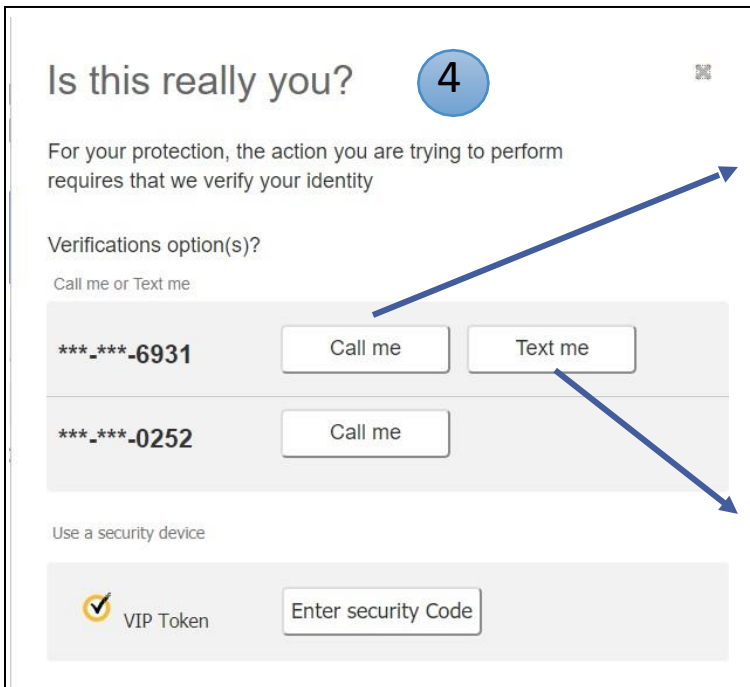 Is this really you?
4
For your protection, the action you are trying to perform
requires that we verify your identity
Verifications option(s)?
Call me or Text me
***-***-6931 Call me Text me
***-***-0252 Call me
Use a security device
VIP Token Enter security Code